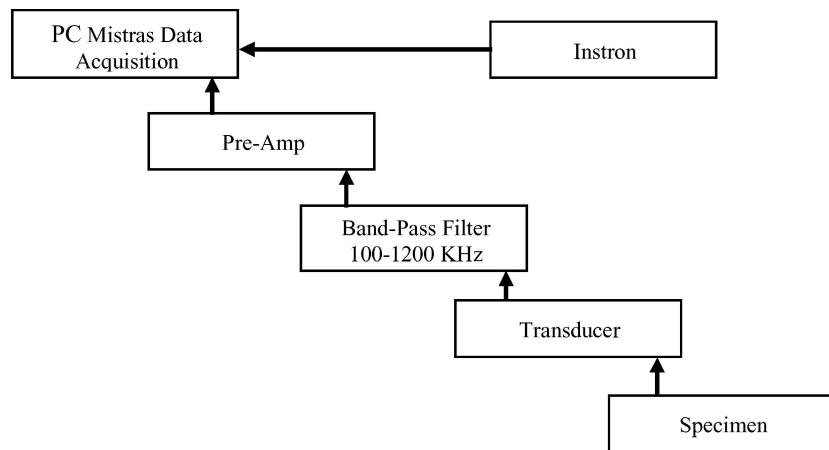 PC Mistras Data
Acquisition
Instron
Pre-Amp
Band-Pass Filter
100-1200 KHz
Transducer
Specimen